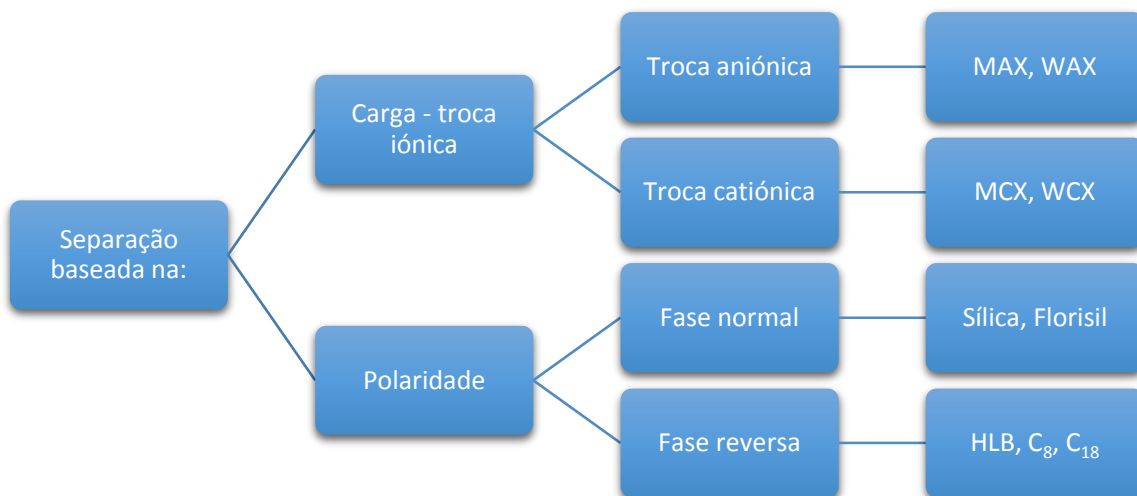 Separação
baseada na:
Carga - troca
iónica
Troca aniónica
MAX, WAX
Troca catiónica
MCX, WCX
Polaridade
Fase normal
Sílica, Florisil
Fase reversa
HLB, C₈, C₁₈